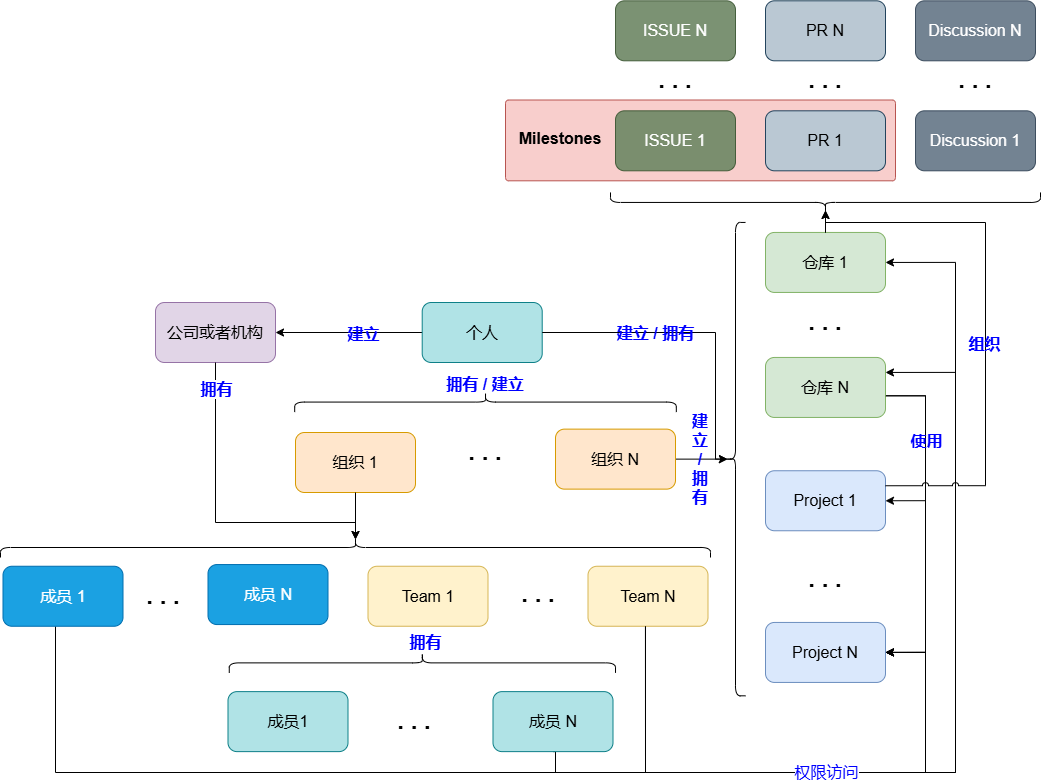 ISSUE N
PR N
Discussion N
. . .
. . .
. . .
Milestones
ISSUE 1
PR 1
Discussion 1
仓库 1
. . .
仓库 N
公司或者机构
建立
个人
建立 / 拥有
组织
拥有
拥有 / 建立
建
立
/
拥
有
使用
组织 1
. . .
组织 N
Project 1
. . .
Project N
成员 1
. . .
成员 N
Team 1
. . .
Team N
拥有
成员1
. . .
成员 N
权限访问